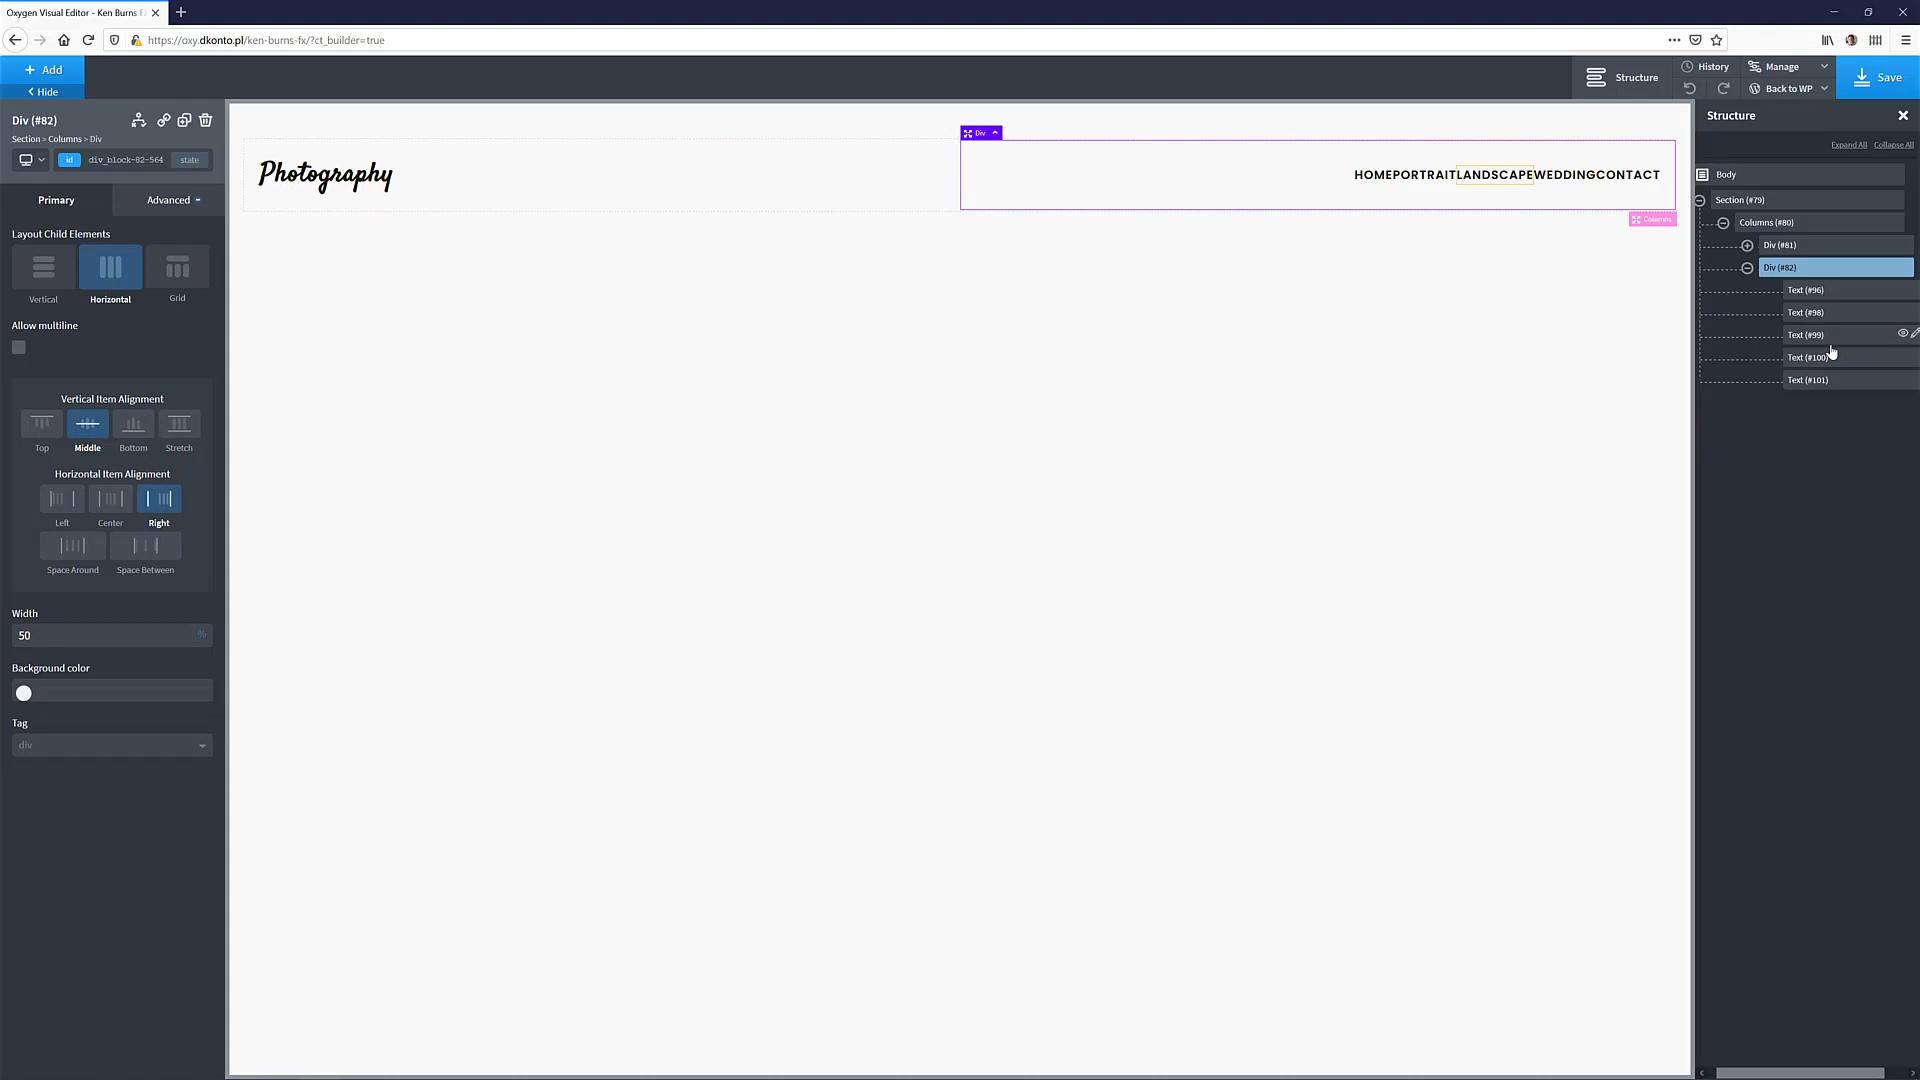 Oxygen Visual Editor - Ken Burns F
https://oxy.dkonto.pl/ken-burns-fx/?ct_builder=true
+ Add
< Hide
Structure
History
Manage
Back to WP
Save
Div (#82)
Section > Columns > Div
id
div_block-82-564
state
Primary
Advanced
Layout Child Elements
Vertical
Horizontal
Grid
Allow multiline
Vertical Item Alignment
Top
Middle
Bottom
Stretch
Horizontal Item Alignment
Left
Center
Right
Space Around
Space Between
Width
50
%
Background color
Tag
div
Div
Photography
HOMEPORTRAITLANDSCAPEWEDDINGCONTACT
Columns
Structure
Expand All
Collapse All
Body
Section (#79)
Columns (#80)
Div (#81)
Div (#82)
Text (#96)
Text (#98)
Text (#99)
Text (#100)
Text (#101)